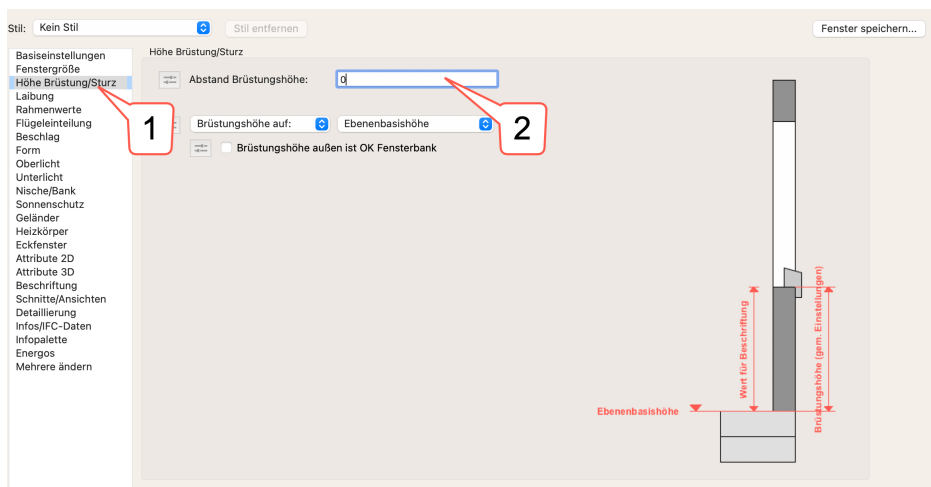 Stil: Kein Stil Stil entfernen Fenster speichern...
Basiseinstellungen
Fenstergröße
Höhe Brüstung/Sturz
Laibung
Rahmenwerte
Flügeleinteilung
Beschlag
Form
Oberlicht
Unterlicht
Nische/Bank
Sonnenschutz
Geländer
Heizkörper
Eckfenster
Attribute 2D
Attribute 3D
Beschriftung
Schnitte/Ansichten
Detaillierung
Infos/IFC-Daten
Infopalette
Energos
Mehrere ändern
Höhe Brüstung/Sturz
Abstand Brüstungshöhe: 0
Brüstungshöhe auf: Ebenenbasishöhe
Brüstungshöhe außen ist OK Fensterbank
1
2
Ebenenbasishöhe
Wert für Beschriftung
Brüstungshöhe (gem. Einstellungen)